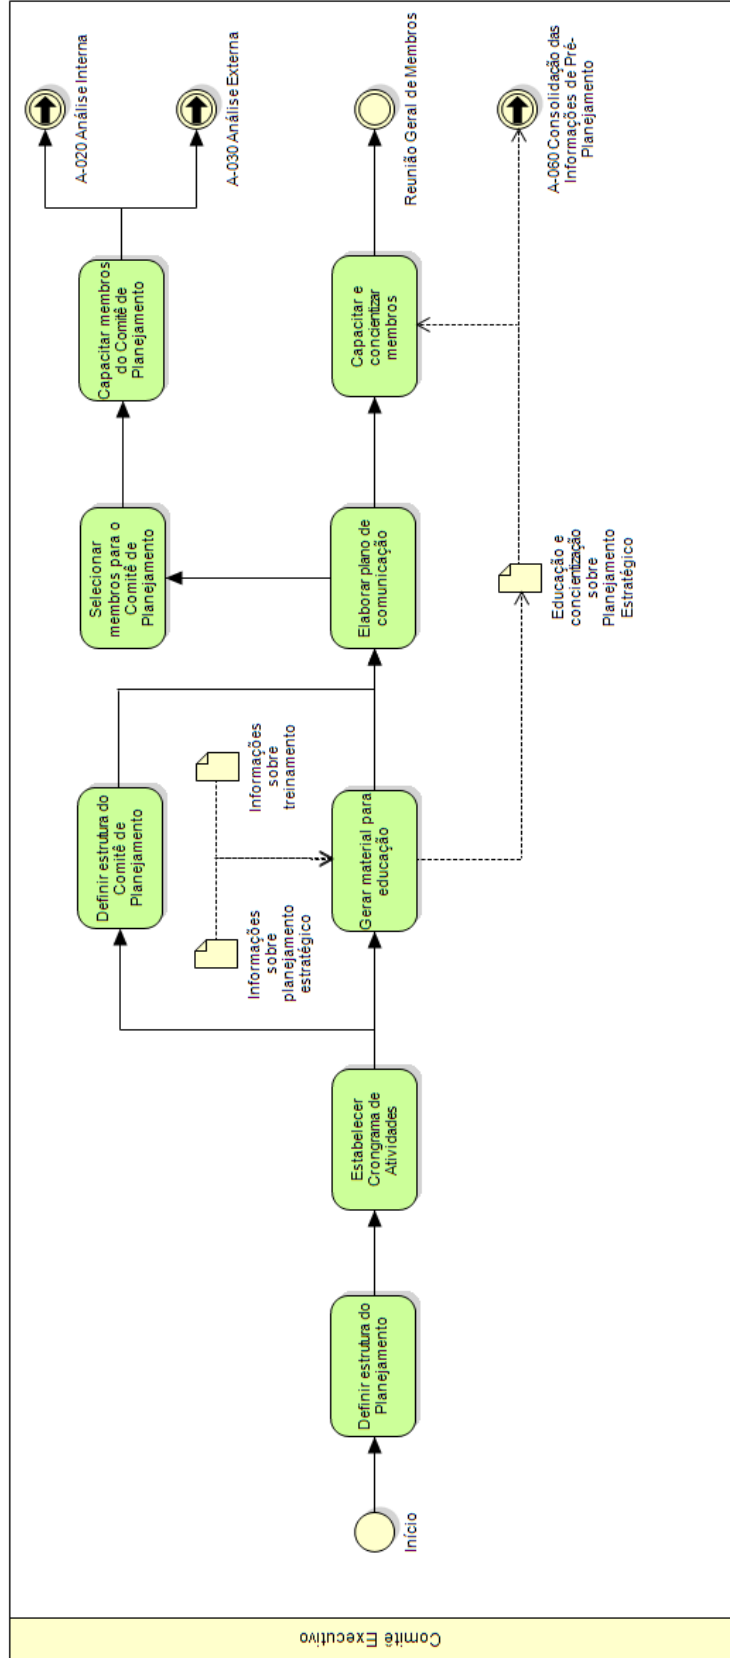 Comitê Executivo
Início
Definir estrutura do
Planejamento
Estabelecer
Crongrama de
Atividades
Definir estrutura do
Comitê de
Planejamento
Informações
sobre
planejamento
estratégico
Informações
sobre
treinamento
Gerar material para
educação
Selecionar
membros para o
Comitê de
Planejamento
Elaborar plano de
comunicação
Educação e
concientização
sobre
Planejamento
Estratégico
Capacitar membros
do Comitê de
Planejamento
Capacitar e
concientizar
membros
A-020 Análise Interna
A-030 Análise Externa
Reunião Geral de Membros
A-060 Consolidação das
Informações de Pré-
Planejamento